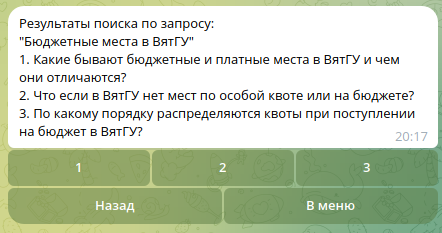 Результаты поиска по запросу:
"Бюджетные места в ВятГУ"
1. Какие бывают бюджетные и платные места в ВятГУ и чем
они отличаются?
2. Что если в ВятГУ нет мест по особой квоте или на бюджете?
3. По какому порядку распределяются квоты при поступлении
на бюджет в ВятГУ?
20:17
1
2
3
Назад
В меню